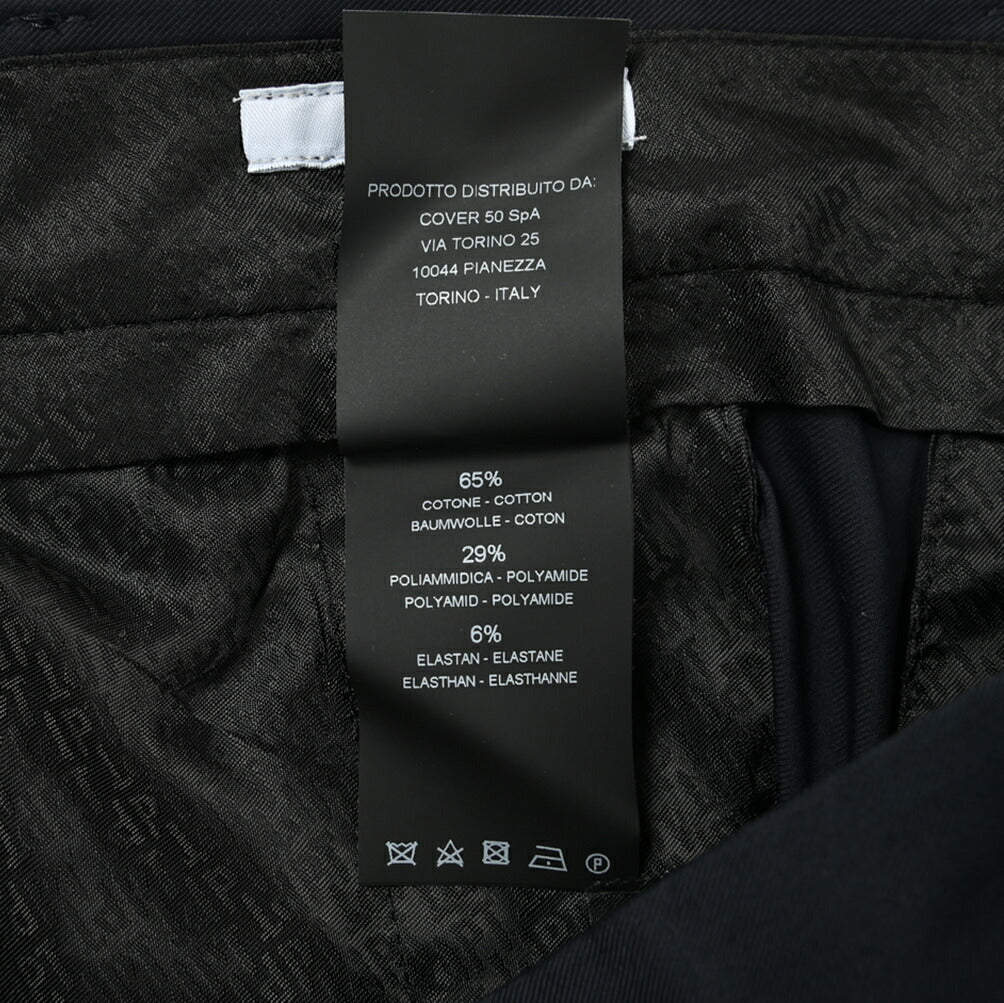 PRODOTTO DISTRIBUITO DA:
COVER 50 SpA
VIA TORINO 25
10044 PIANEZZA
TORINO - ITALY
65%
COTONE - COTTON
BAUMWOLLE - COTON
29%
POLIAMMIDICA - POLYAMIDE
POLYAMID - POLYAMIDE
6%
ELASTAN - ELASTANE
ELASTHAN - ELASTHANNE
P